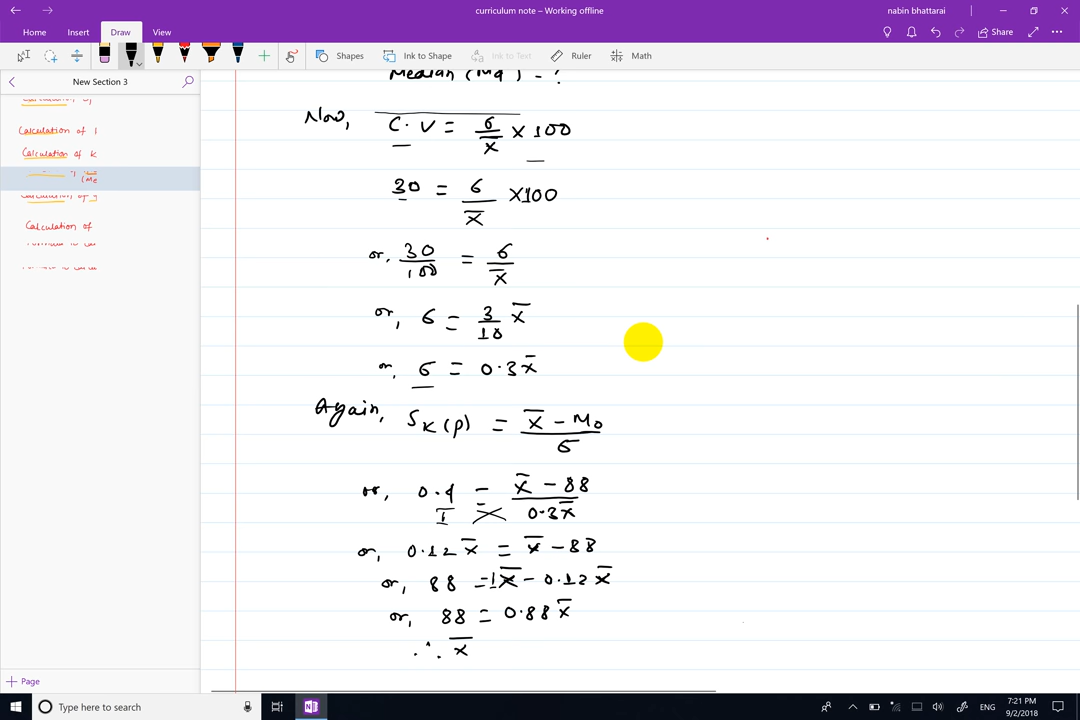 curriculum note – Working offline
nabin bhattarai
Home Insert Draw View
Share
Shapes Ink to Shape Ink to Text Ruler Math
New Section 3
Calculation of
Calculation of k
Calculation of
Page
Median (Md) = ?
Now, C.V = σ/x̄ × 100
30 = σ/x̄ × 100
or, 30/100 = σ/x̄
or, σ = 3/10 x̄
or, σ = 0.3x̄
Again, Sk(p) = x̄ - Mo/σ
or, 0.4/1 = x̄ - 88/0.3x̄
or, 0.12 x̄ = x̄ - 88
or, 88 = 1x̄ - 0.12 x̄
or, 88 = 0.88 x̄
∴ x̄
Type here to search
ENG
7:21 PM
9/2/2018